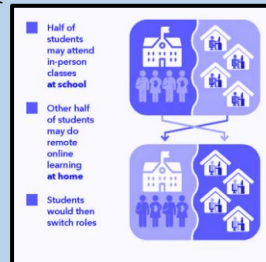 Half of
students
may attend
in-person
classes
at school
Other half
of students
may do
remote
online
learning
at home
Students
would then
switch roles